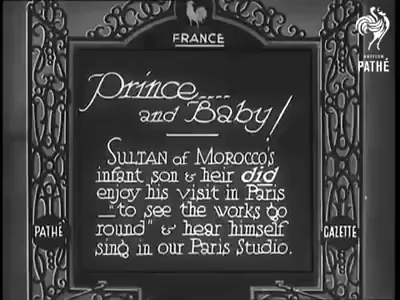 FRANCE
BRITISH
PATHÉ
Prince.....
and Baby!
SULTAN of MOROCCO'S
infant son & heir did
enjoy his visit in Paris
—"to see the works go
round" & hear himself
sing in our Paris Studio.
PATHÉ
GAZETTE